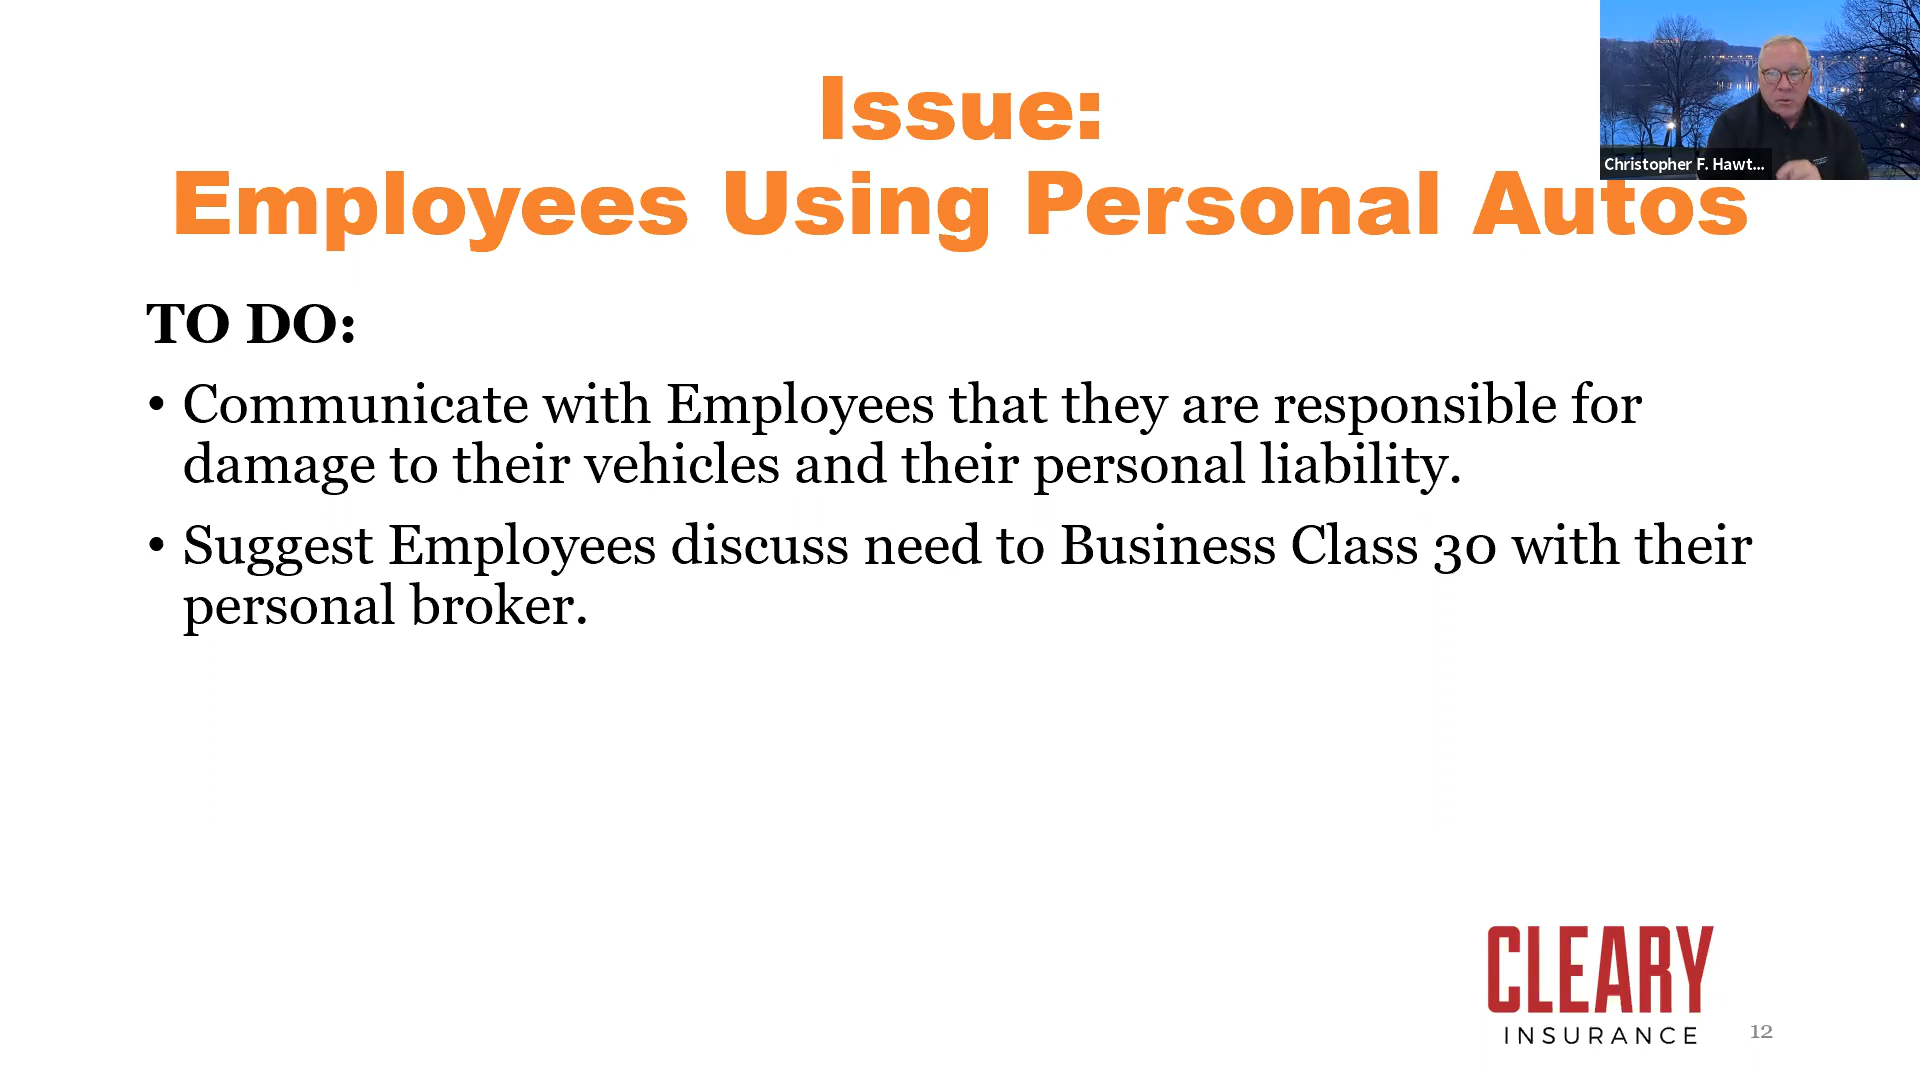 Issue:
Employees Using Personal Autos
Christopher F. Hawt...
TO DO:
• Communicate with Employees that they are responsible for
damage to their vehicles and their personal liability.
• Suggest Employees discuss need to Business Class 30 with their
personal broker.
CLEARY
INSURANCE
12